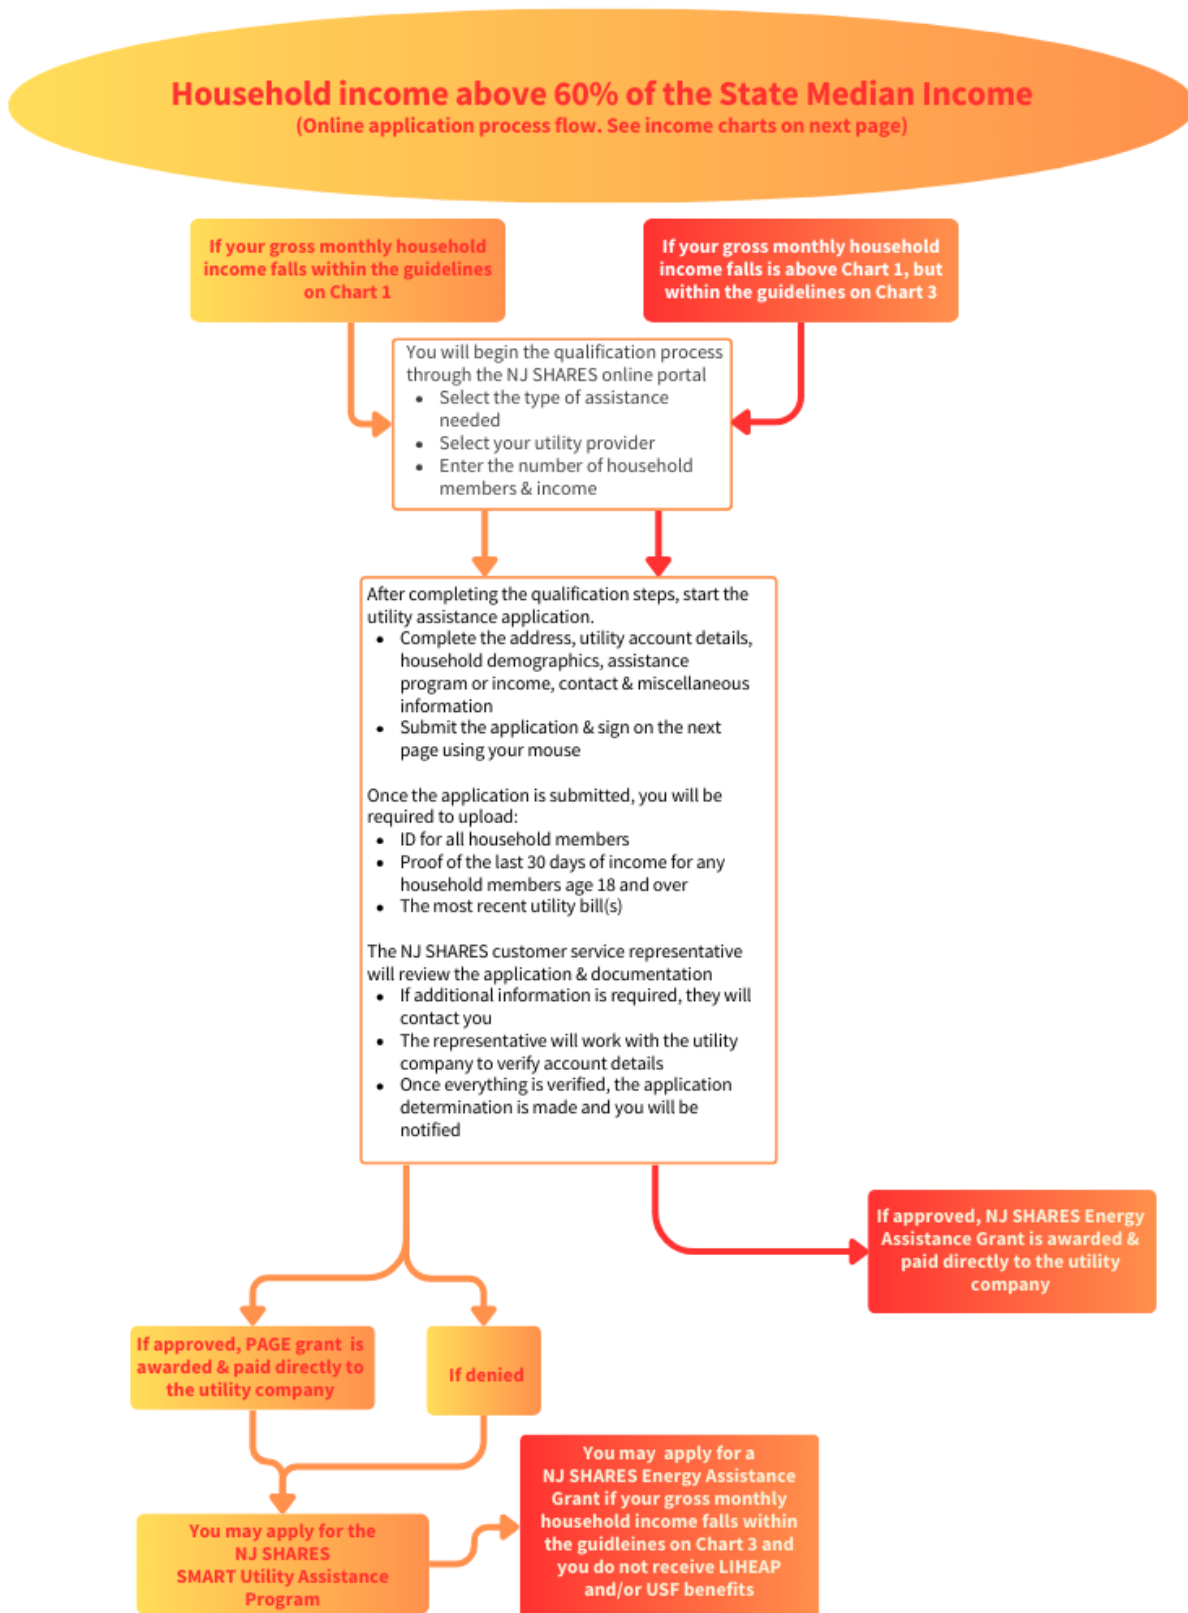 Household income above 60% of the State Median Income
(Online application process flow. See income charts on next page)
If your gross monthly household
income falls within the guidelines
on Chart 1
If your gross monthly household
income falls is above Chart 1, but
within the guidelines on Chart 3
You will begin the qualification process
through the NJ SHARES online portal
• Select the type of assistance
needed
• Select your utility provider
• Enter the number of household
members & income
After completing the qualification steps, start the
utility assistance application.
• Complete the address, utility account details,
household demographics, assistance
program or income, contact & miscellaneous
information
• Submit the application & sign on the next
page using your mouse
Once the application is submitted, you will be
required to upload:
• ID for all household members
• Proof of the last 30 days of income for any
household members age 18 and over
• The most recent utility bill(s)
The NJ SHARES customer service representative
will review the application & documentation
• If additional information is required, they will
contact you
• The representative will work with the utility
company to verify account details
• Once everything is verified, the application
determination is made and you will be
notified
If approved, NJ SHARES Energy
Assistance Grant is awarded &
paid directly to the utility
company
If approved, PAGE grant is
awarded & paid directly to
the utility company
If denied
You may apply for the
NJ SHARES
SMART Utility Assistance
Program
You may apply for a
NJ SHARES Energy Assistance
Grant if your gross monthly
household income falls within
the guidleines on Chart 3 and
you do not receive LIHEAP
and/or USF benefits